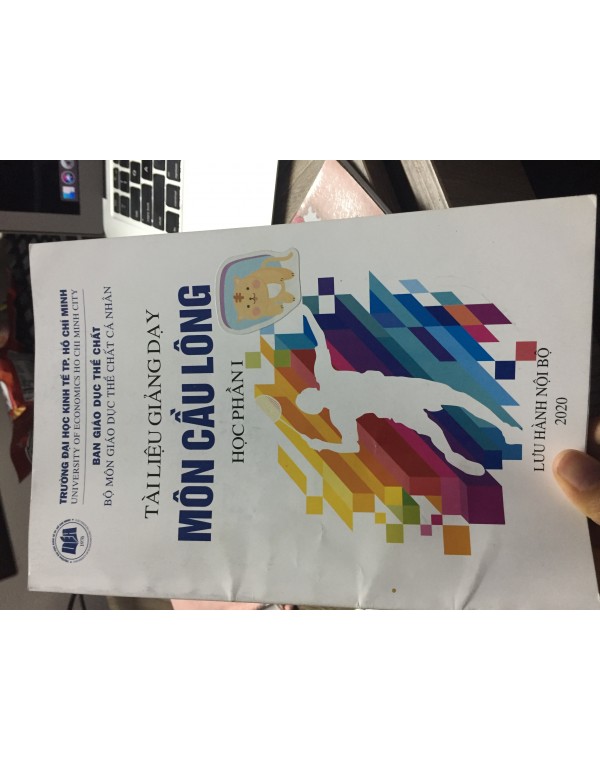 TRƯỜNG ĐẠI HỌC KINH TẾ TP. HỒ CHÍ MINH
UNIVERSITY OF ECONOMICS HO CHI MINH CITY
BAN GIÁO DỤC THỂ CHẤT
BỘ MÔN GIÁO DỤC THỂ CHẤT CÁ NHÂN
TÀI LIỆU GIẢNG DẠY
MÔN CẦU LÔNG
HỌC PHẦN I
LƯU HÀNH NỘI BỘ
2020